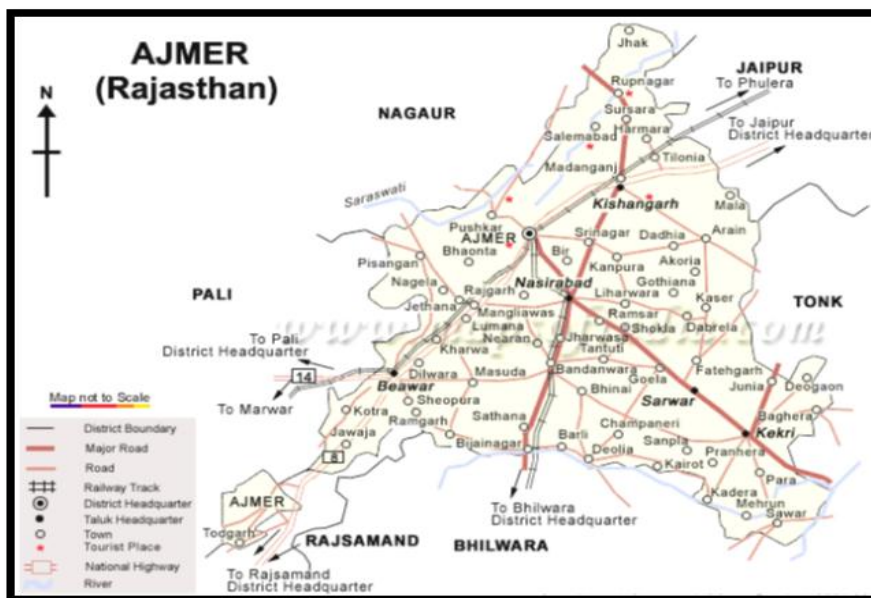 AJMER
(Rajasthan)
N
NAGAUR
JAIPUR
To Phulera
To Jaipur
District Headquarter
Jhak
Rupnagar
Sursara
Salemabad
Harmara
Madanganj
Tilonia
Kishangarh
Mala
Saraswati
Pushkar
AJMER
Srinagar
Dadhia
Arain
Pisangan
Bhaonta
Bir
Kanpura
Akoria
Nagela
Rajgarh
Nasirabad
Gothiana
Liharwara
Kaser
PALI
TONK
Jethana
Mangliawas
Ramsar
Lumana
Shokla
Dabrela
To Pali
District Headquarter
Kharwa
Nearan
Jharwasa
Tantuti
14
Dilwara
Bandanwara
Fatehgarh
Beawar
Masuda
Goela
Junia
Deogaon
To Marwar
Bhinai
Sarwar
Baghera
Map not to Scale
Kotra
Sheopura
Ramgarh
Sathana
Champaneri
Kekri
Jawaja
Bijainagar
Barli
Sanpla
Pranhera
8
Deolia
Kairot
Para
AJMER
Kadera
Mehrun
Sawar
To Bhilwara
District Headquarter
Todgarh
RAJSAMAND
BHILWARA
To Rajsamand
District Headquarter
District Boundary
Major Road
Road
Railway Track
District Headquarter
Taluk Headquarter
Town
Tourist Place
National Highway
River